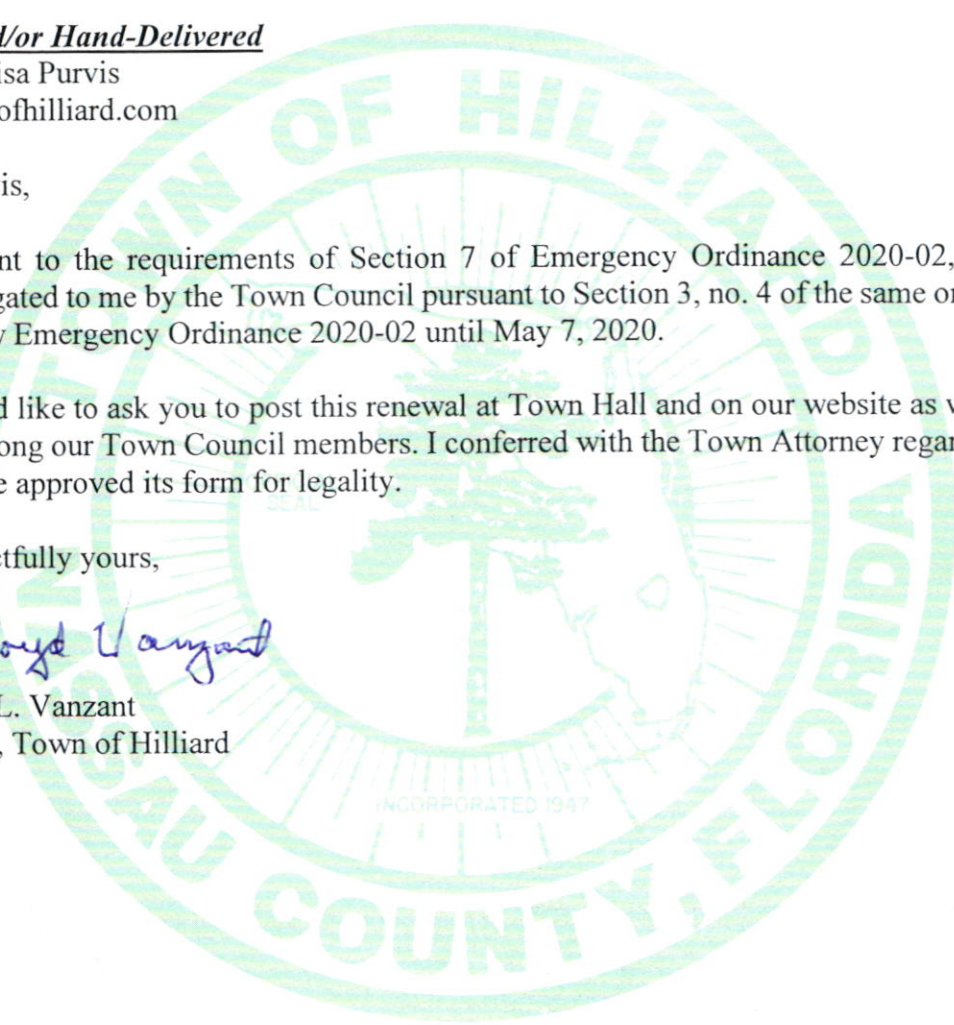 d/or Hand-Delivered
isa Purvis
ofhilliard.com
is,
nt to the requirements of Section 7 of Emergency Ordinance 2020-02,
gated to me by the Town Council pursuant to Section 3, no. 4 of the same or
y Emergency Ordinance 2020-02 until May 7, 2020.
d like to ask you to post this renewal at Town Hall and on our website as w
ong our Town Council members. I conferred with the Town Attorney regar
e approved its form for legality.
tfully yours,
oyd Vanzant
L. Vanzant
, Town of Hilliard
TOWN OF HILLIARD
SEAL
INCORPORATED 1947
NASSAU COUNTY, FLORIDA